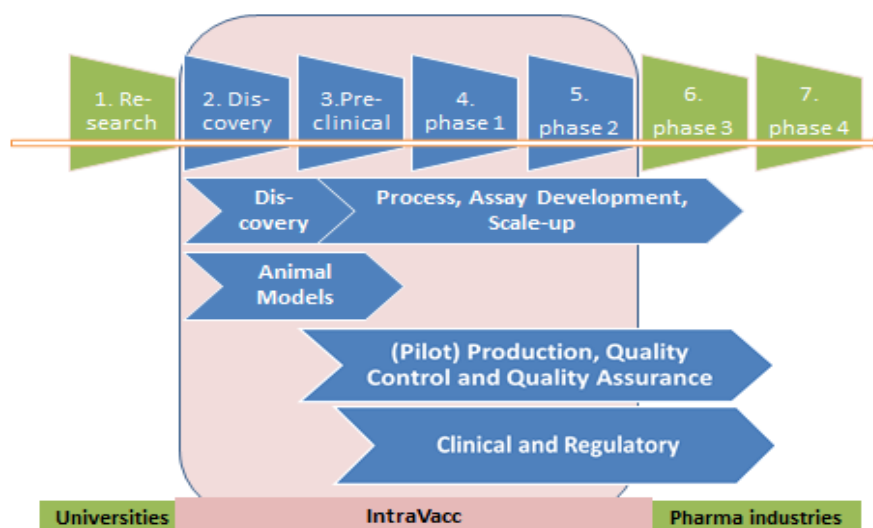 1. Re-
search
2. Dis-
covery
3.Pre-
clinical
4.
phase 1
5.
phase 2
6.
phase 3
7.
phase 4
Dis-
covery
Process, Assay Development,
Scale-up
Animal
Models
(Pilot) Production, Quality
Control and Quality Assurance
Clinical and Regulatory
Universities
IntraVacc
Pharma industries